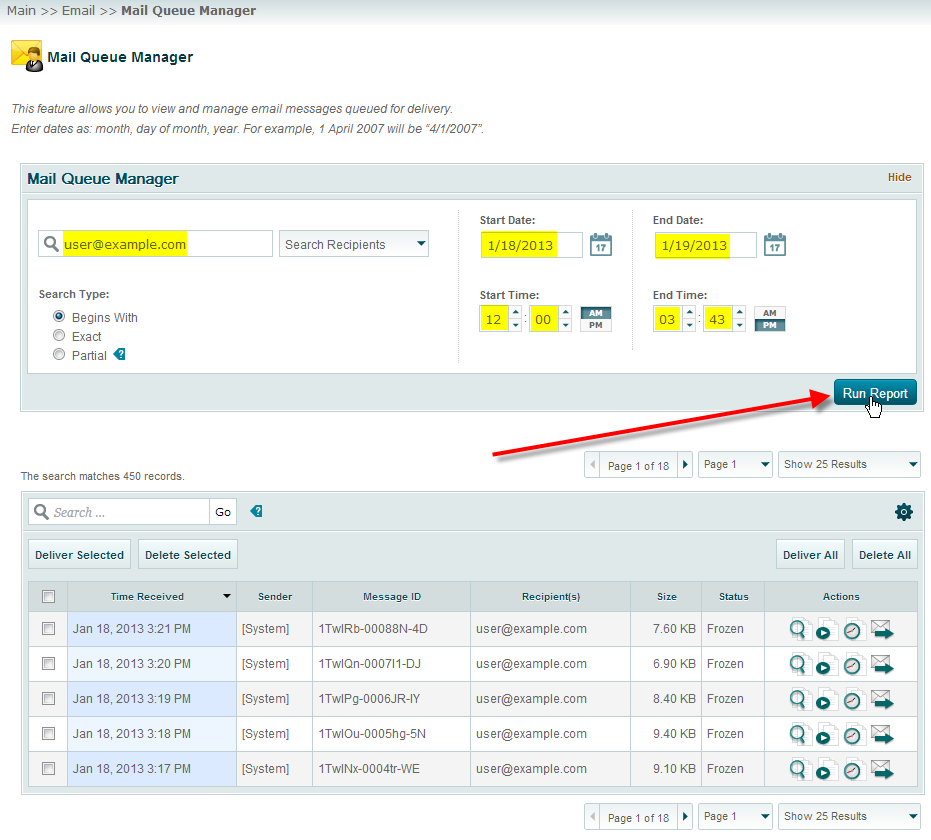 Main >> Email >> Mail Queue Manager
Mail Queue Manager
This feature allows you to view and manage email messages queued for delivery.
Enter dates as: month, day of month, year. For example, 1 April 2007 will be “4/1/2007”.
Mail Queue Manager Hide
Start Date: End Date:
user@example.com Search Recipients 1/18/2013 17 1/19/2013 17
Search Type: Start Time: End Time:
Begins With 12 : 00 AM PM 03 : 43 AM PM
Exact
Partial ?
Run Report
Page 1 of 18 Page 1 Show 25 Results
The search matches 450 records.
Search ... Go ?
Deliver Selected Delete Selected Deliver All Delete All
Time Received Sender Message ID Recipient(s) Size Status Actions
Jan 18, 2013 3:21 PM [System] 1TwIRb-00088N-4D user@example.com 7.60 KB Frozen
Jan 18, 2013 3:20 PM [System] 1TwIQn-0007I1-DJ user@example.com 6.90 KB Frozen
Jan 18, 2013 3:19 PM [System] 1TwIPg-0006JR-IY user@example.com 8.40 KB Frozen
Jan 18, 2013 3:18 PM [System] 1TwIOu-0005hg-5N user@example.com 9.40 KB Frozen
Jan 18, 2013 3:17 PM [System] 1TwINx-0004tr-WE user@example.com 9.10 KB Frozen
Page 1 of 18 Page 1 Show 25 Results